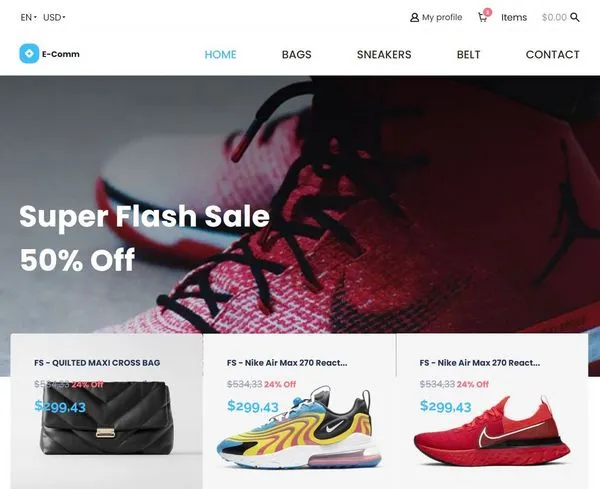 EN USD My profile 3 Items $0.00
E-Comm HOME BAGS SNEAKERS BELT CONTACT
Super Flash Sale
50% Off
FS - QUILTED MAXI CROSS BAG
$534,33 24% Off
$299,43
FS - Nike Air Max 270 React...
$534,33 24% Off
$299,43
FS - Nike Air Max 270 React...
$534,33 24% Off
$299,43